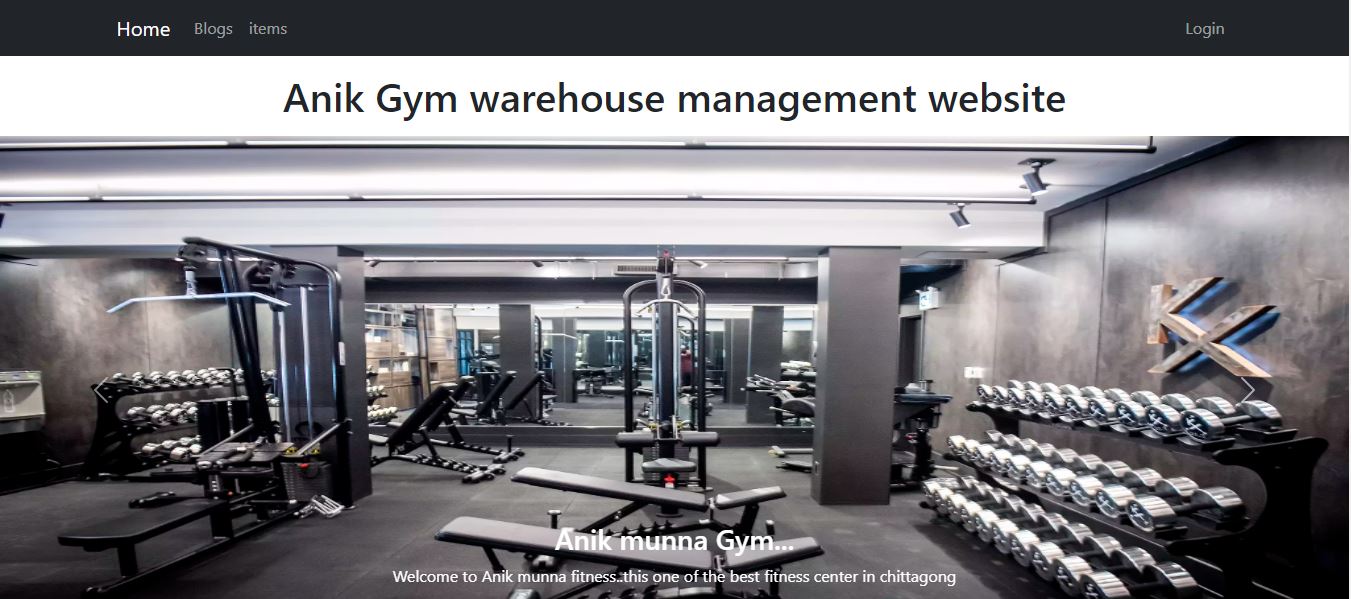 Home Blogs items Login
Anik Gym warehouse management website
Anik munna Gym...
Welcome to Anik munna fitness..this one of the best fitness center in chittagong